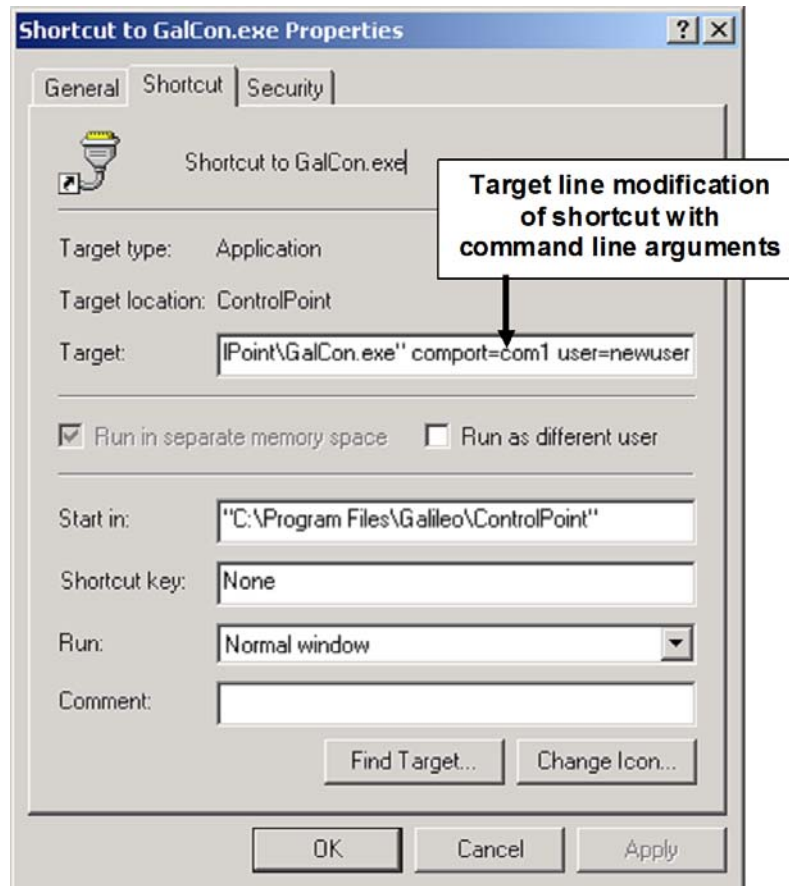 Shortcut to GalCon.exe Properties
General Shortcut Security
Shortcut to GalCon.exe
Target line modification
of shortcut with
command line arguments
Target type: Application
Target location: ControlPoint
Target: lPoint\GalCon.exe" comport=com1 user=newuser
Run in separate memory space Run as different user
Start in: "C:\Program Files\Galileo\ControlPoint"
Shortcut key: None
Run: Normal window
Comment:
Find Target... Change Icon...
OK Cancel Apply